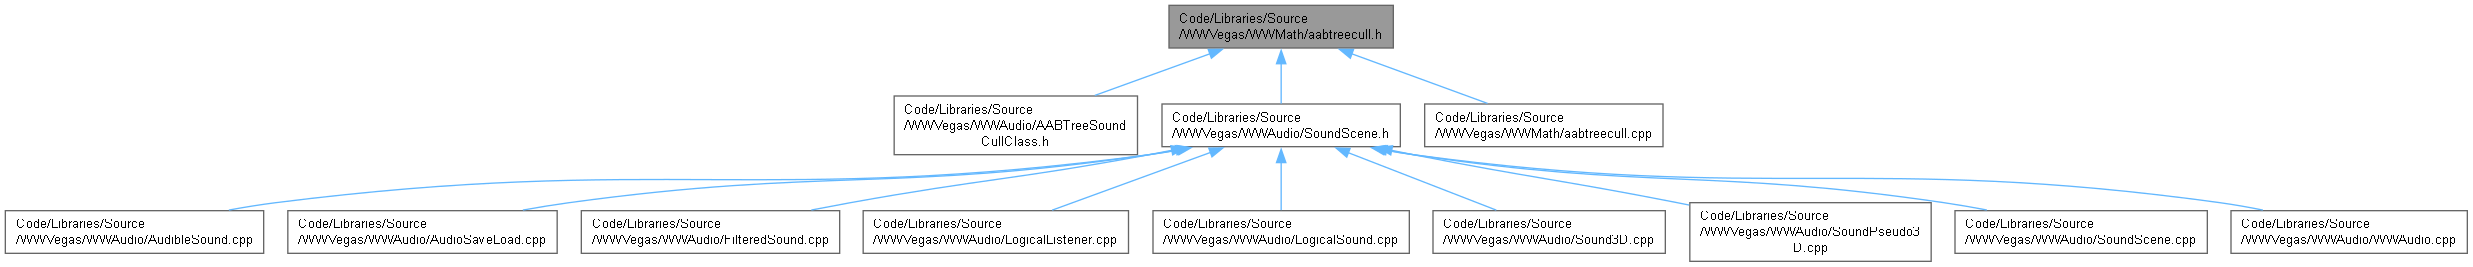 Code/Libraries/Source
/WWVegas/WWMath/aabtreecull.h
Code/Libraries/Source
/WWVegas/WWAudio/AABTreeSound
CullClass.h
Code/Libraries/Source
/WWVegas/WWAudio/SoundScene.h
Code/Libraries/Source
/WWVegas/WWMath/aabtreecull.cpp
Code/Libraries/Source
/WWVegas/WWAudio/AudibleSound.cpp
Code/Libraries/Source
/WWVegas/WWAudio/AudioSaveLoad.cpp
Code/Libraries/Source
/WWVegas/WWAudio/FilteredSound.cpp
Code/Libraries/Source
/WWVegas/WWAudio/LogicalListener.cpp
Code/Libraries/Source
/WWVegas/WWAudio/LogicalSound.cpp
Code/Libraries/Source
/WWVegas/WWAudio/Sound3D.cpp
Code/Libraries/Source
/WWVegas/WWAudio/SoundPseudo3
D.cpp
Code/Libraries/Source
/WWVegas/WWAudio/SoundScene.cpp
Code/Libraries/Source
/WWVegas/WWAudio/WWAudio.cpp